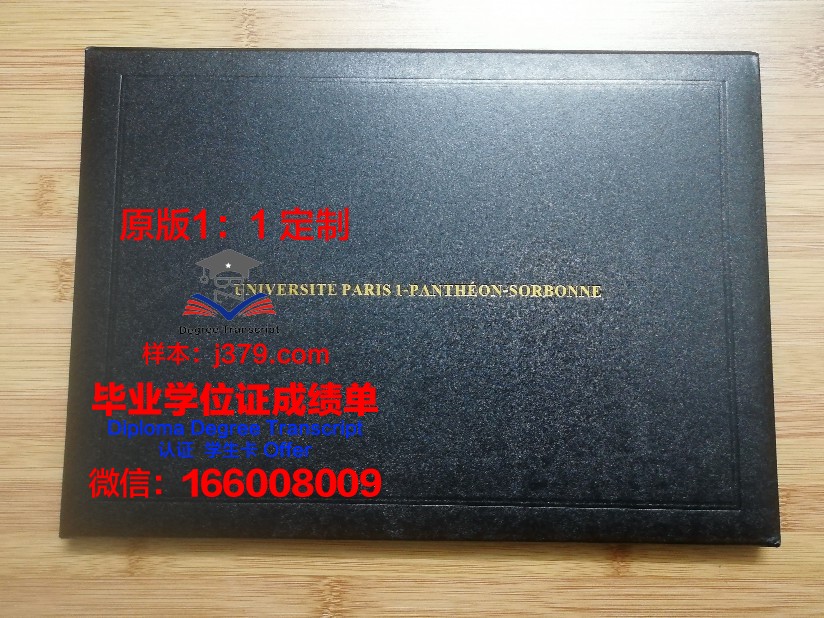 原版1：1 定制
UNIVERSITE PARIS 1-PANTHÉON-SORBONNE
Degree Transcript
样本：j379.com
毕业学位证成绩单
Diploma Degree Transcript
认证 学生卡 Offer
微信：166008009